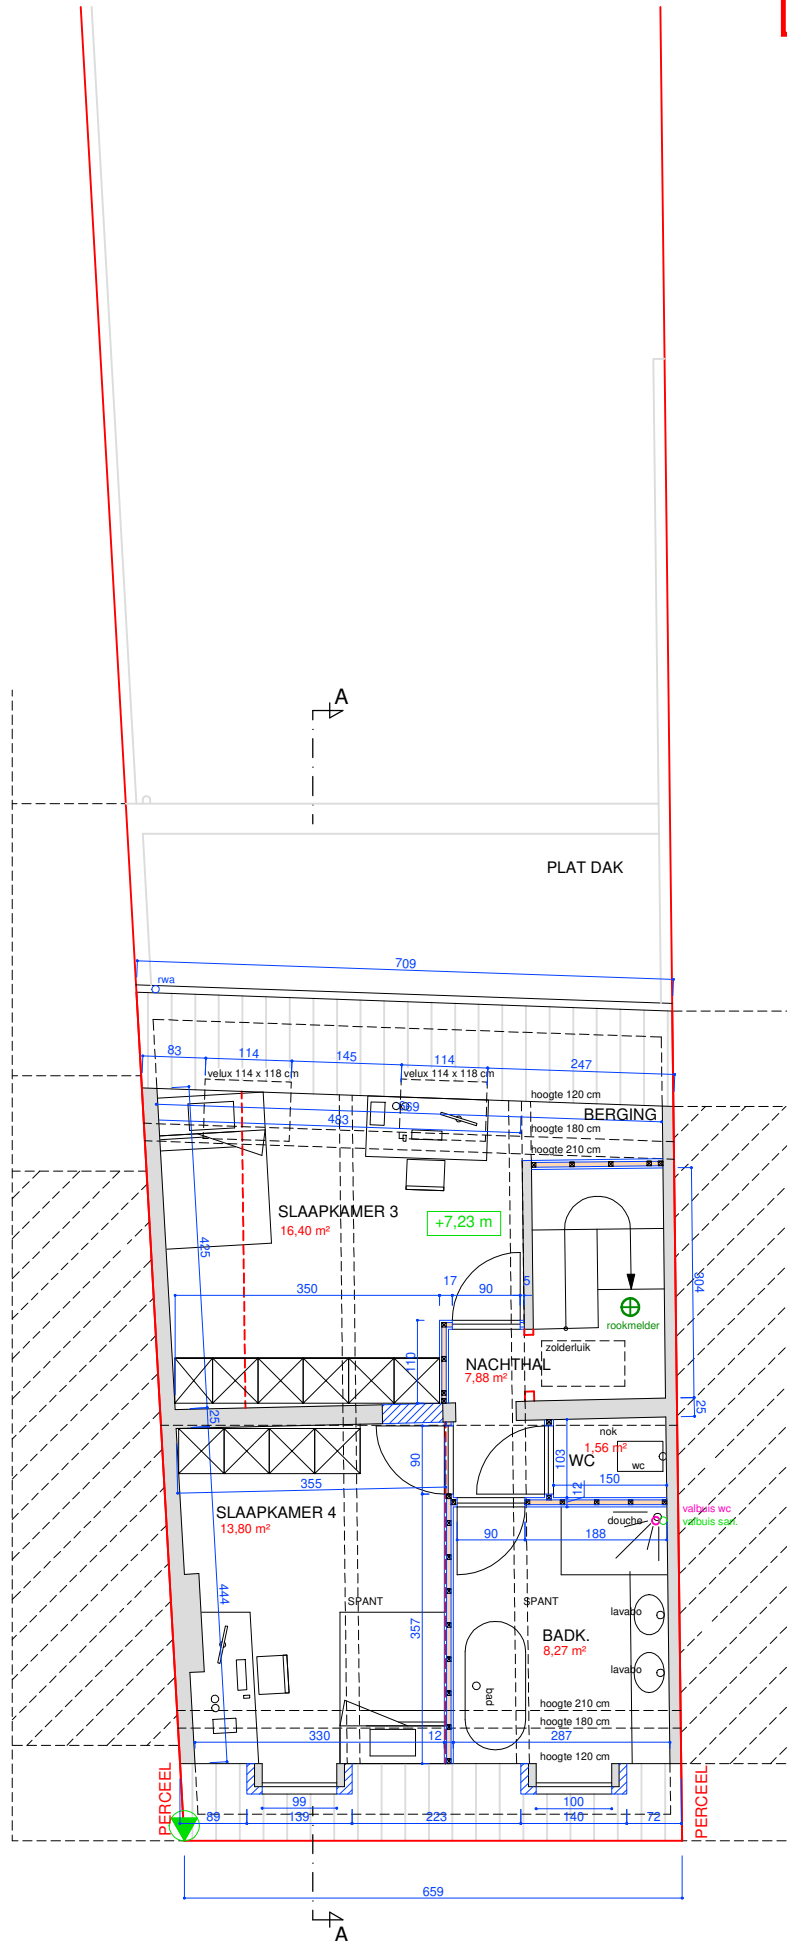 A
PLAT DAK
709
rwa
83
114
145
114
247
velux 114 x 118 cm
velux 114 x 118 cm
hoogte 120 cm
669
BERGING
483
hoogte 180 cm
hoogte 210 cm
SLAAPKAMER 3
16,40 m²
+7,23 m
425
350
17
90
5
304
rookmelder
zolderluik
110
NACHTHAL
7,88 m²
25
25
nok
1,56 m²
WC
wc
103
90
150
355
12
SLAAPKAMER 4
13,80 m²
valbuis wc
valbuis san.
douche
90
188
444
SPANT
SPANT
357
lavabo
BADK.
8,27 m²
lavabo
bad
hoogte 210 cm
hoogte 180 cm
330
12
287
hoogte 120 cm
PERCEEL
PERCEEL
99
100
89
139
223
140
72
659
A